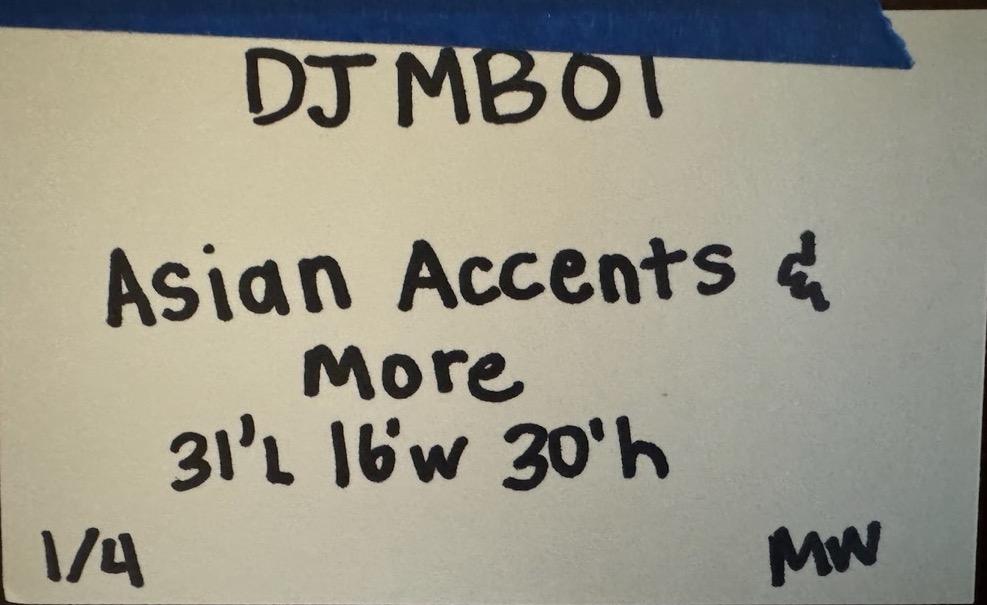 DJMB01
Asian Accents &
More
31'L 16'w 30'h
1/4 MW